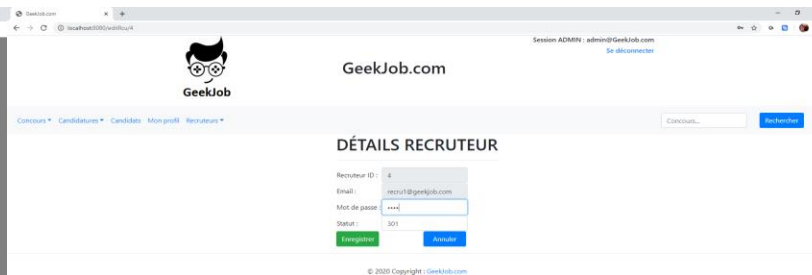 GeekJob.com
localhost:8080/editRcu/4
Session ADMIN : admin@GeekJob.com
Se déconnecter
GeekJob.com
GeekJob
Concours Candidatures Candidats Mon profil Recruteurs
Concours...
Rechercher
DÉTAILS RECRUTEUR
Recruteur ID : 4
Email : recru1@geekjob.com
Mot de passe : ••••
Statut : 501
Enregistrer Annuler
© 2020 Copyright : GeekJob.com